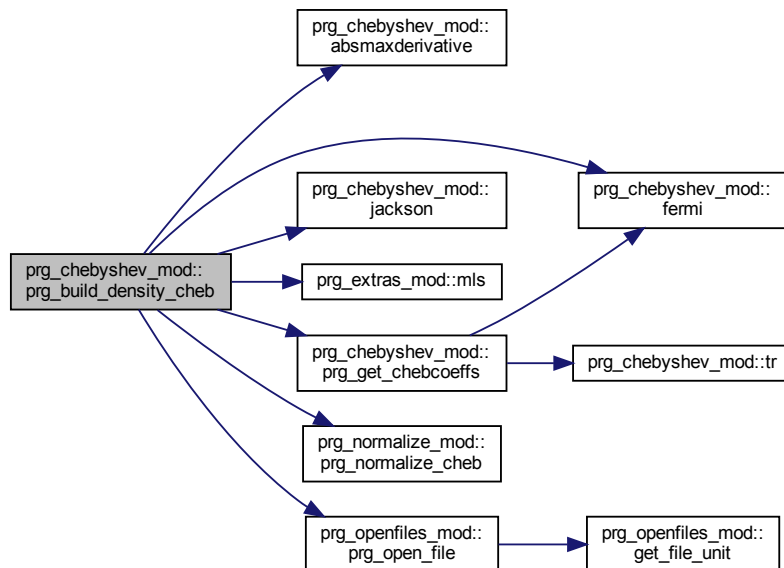 prg_chebyshev_mod::
absmaxderivative
prg_chebyshev_mod::
jackson
prg_chebyshev_mod::
fermi
prg_chebyshev_mod::
prg_build_density_cheb
prg_extras_mod::mls
prg_chebyshev_mod::
prg_get_chebcoeffs
prg_chebyshev_mod::tr
prg_normalize_mod::
prg_normalize_cheb
prg_openfiles_mod::
prg_open_file
prg_openfiles_mod::
get_file_unit